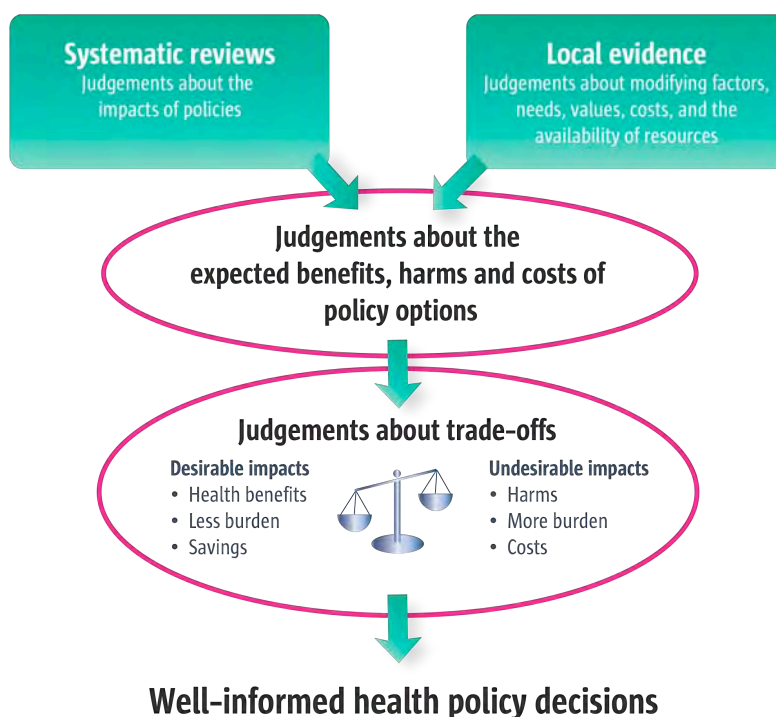 Systematic reviews
Judgements about the
impacts of policies
Local evidence
Judgements about modifying factors,
needs, values, costs, and the
availability of resources
Judgements about the
expected benefits, harms and costs of
policy options
Judgements about trade-offs
Desirable impacts
• Health benefits
• Less burden
• Savings
Undesirable impacts
• Harms
• More burden
• Costs
Well-informed health policy decisions